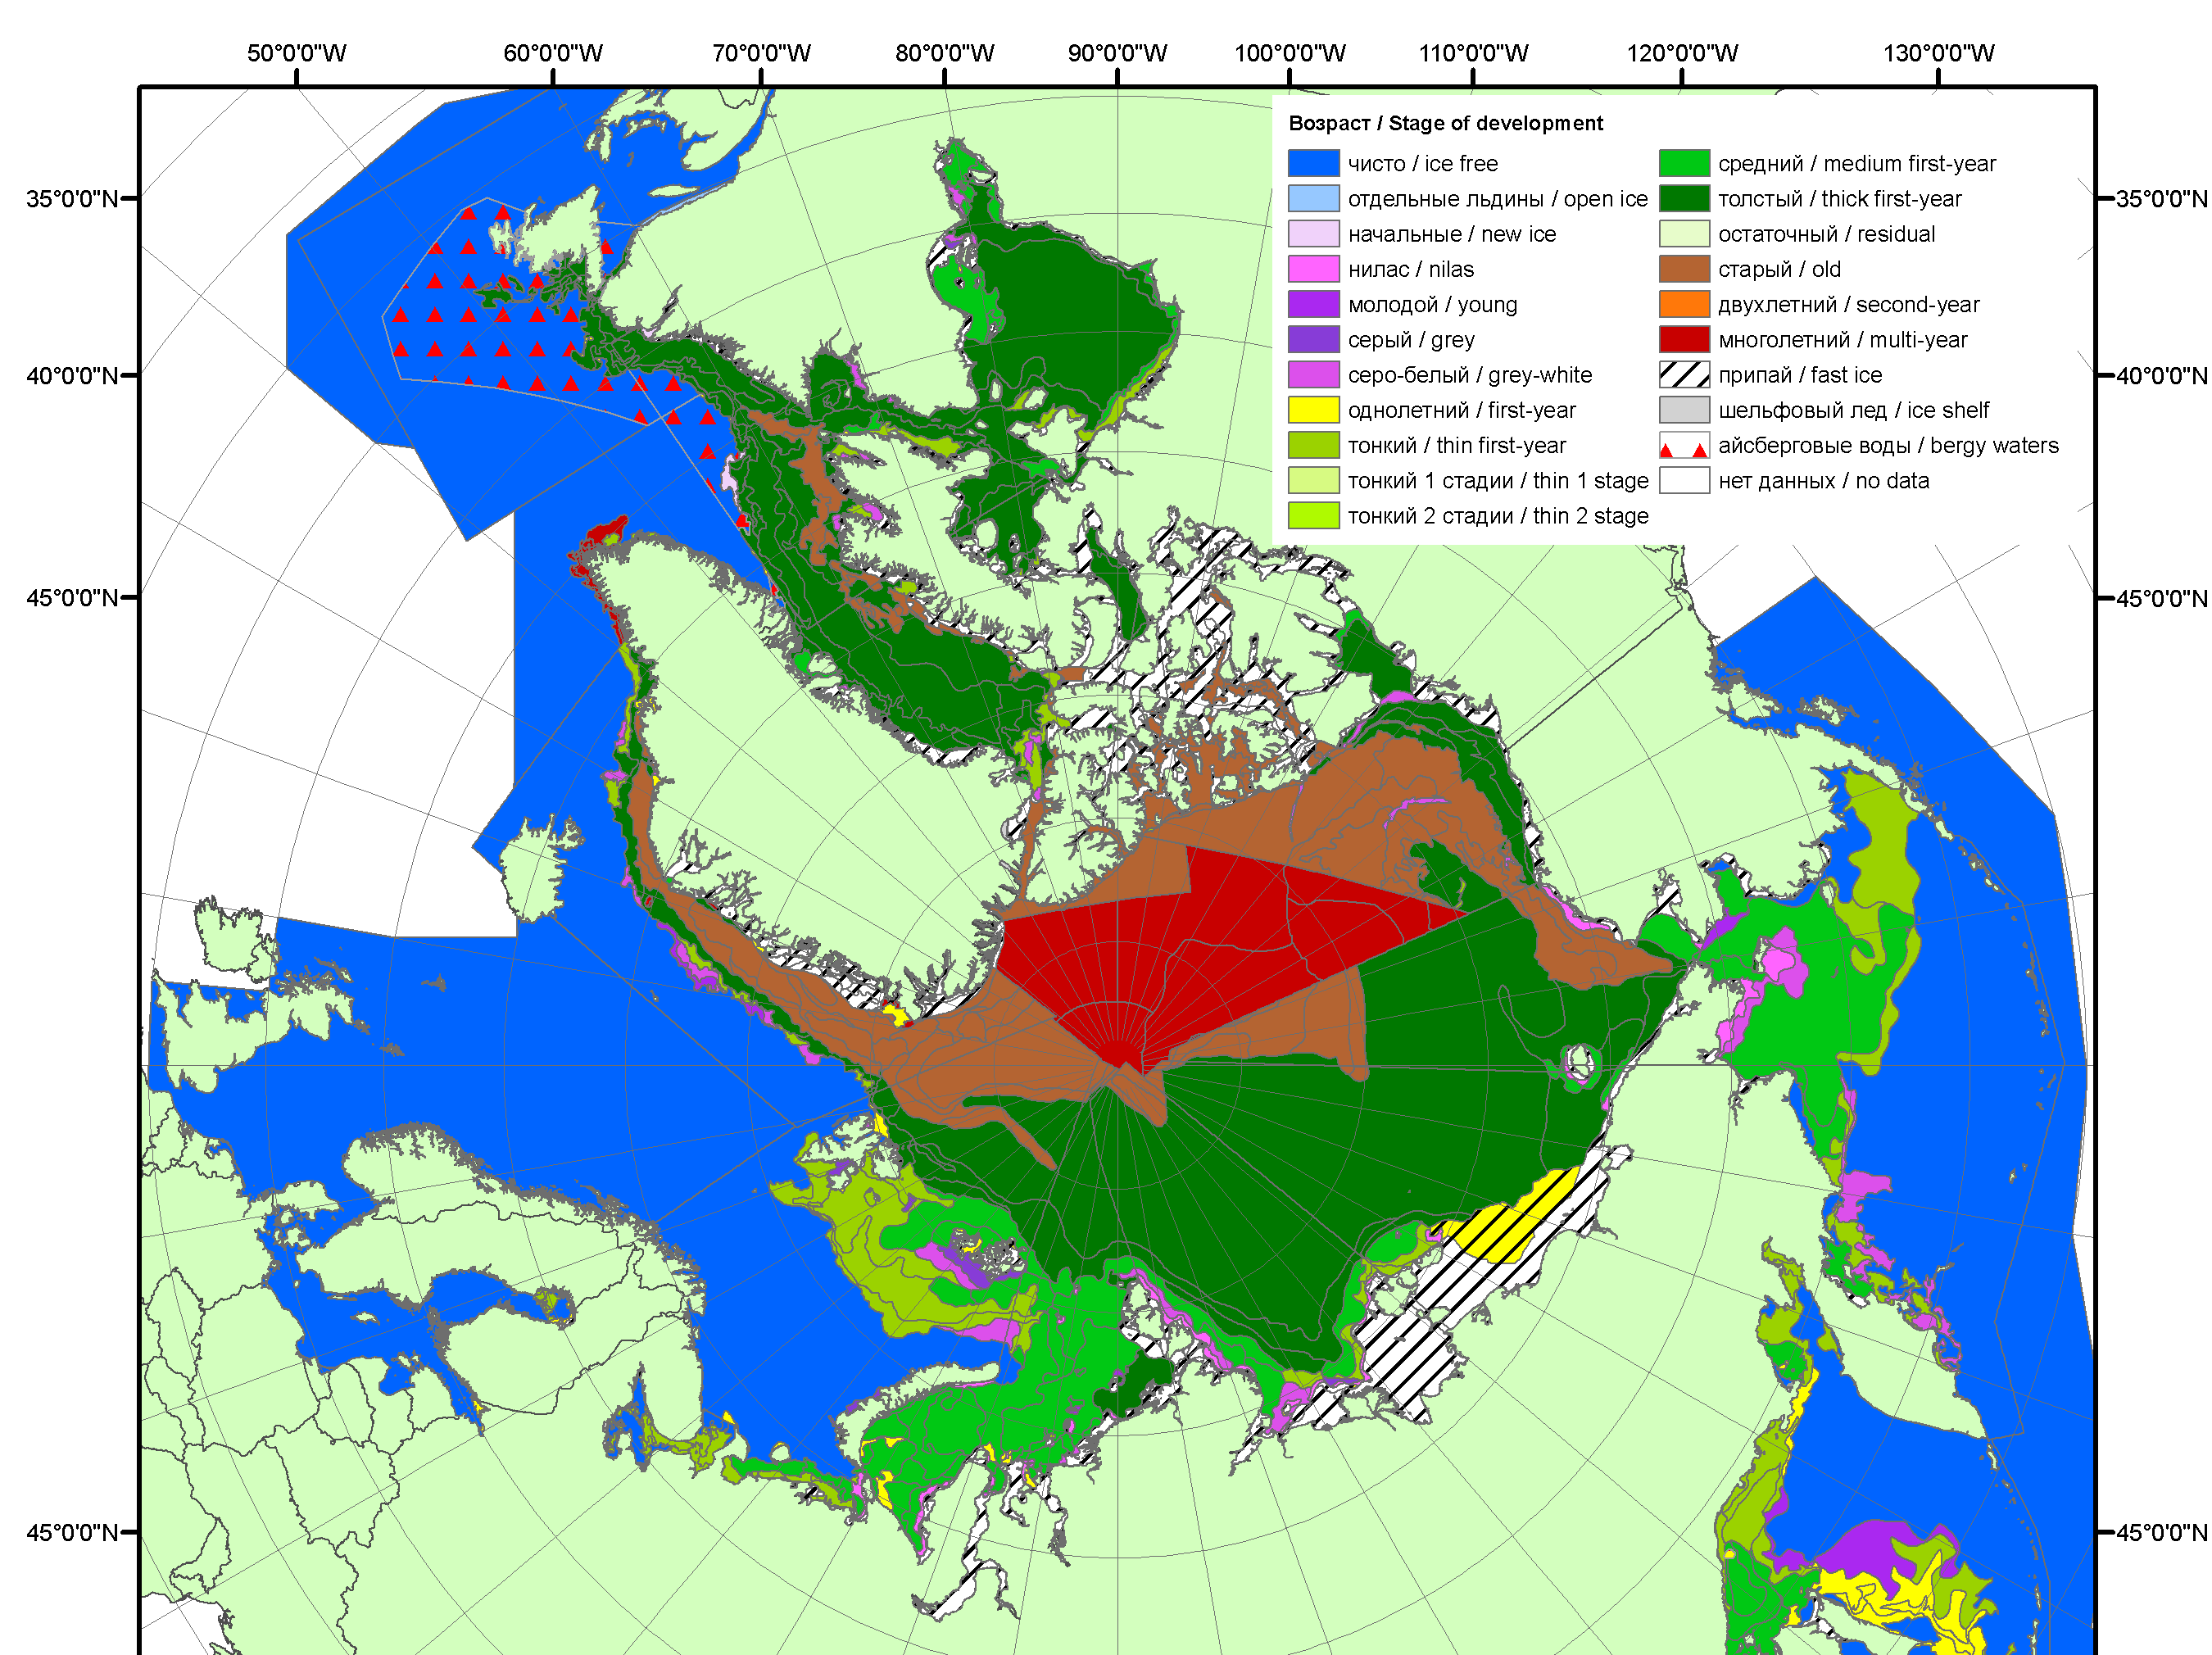 50°0'0"W 60°0'0"W 70°0'0"W 80°0'0"W 90°0'0"W 100°0'0"W 110°0'0"W 120°0'0"W 130°0'0"W
Возраст / Stage of development
чисто / ice free
отдельные льдины / open ice
начальные / new ice
нилас / nilas
молодой / young
серый / grey
серо-белый / grey-white
однолетний / first-year
тонкий / thin first-year
тонкий 1 стадии / thin 1 stage
тонкий 2 стадии / thin 2 stage
средний / medium first-year
толстый / thick first-year
остаточный / residual
старый / old
двухлетний / second-year
многолетний / multi-year
припай / fast ice
шельфовый лед / ice shelf
айсберговые воды / bergy waters
нет данных / no data
35°0'0"N
40°0'0"N
45°0'0"N
45°0'0"N
35°0'0"N
40°0'0"N
45°0'0"N
45°0'0"N